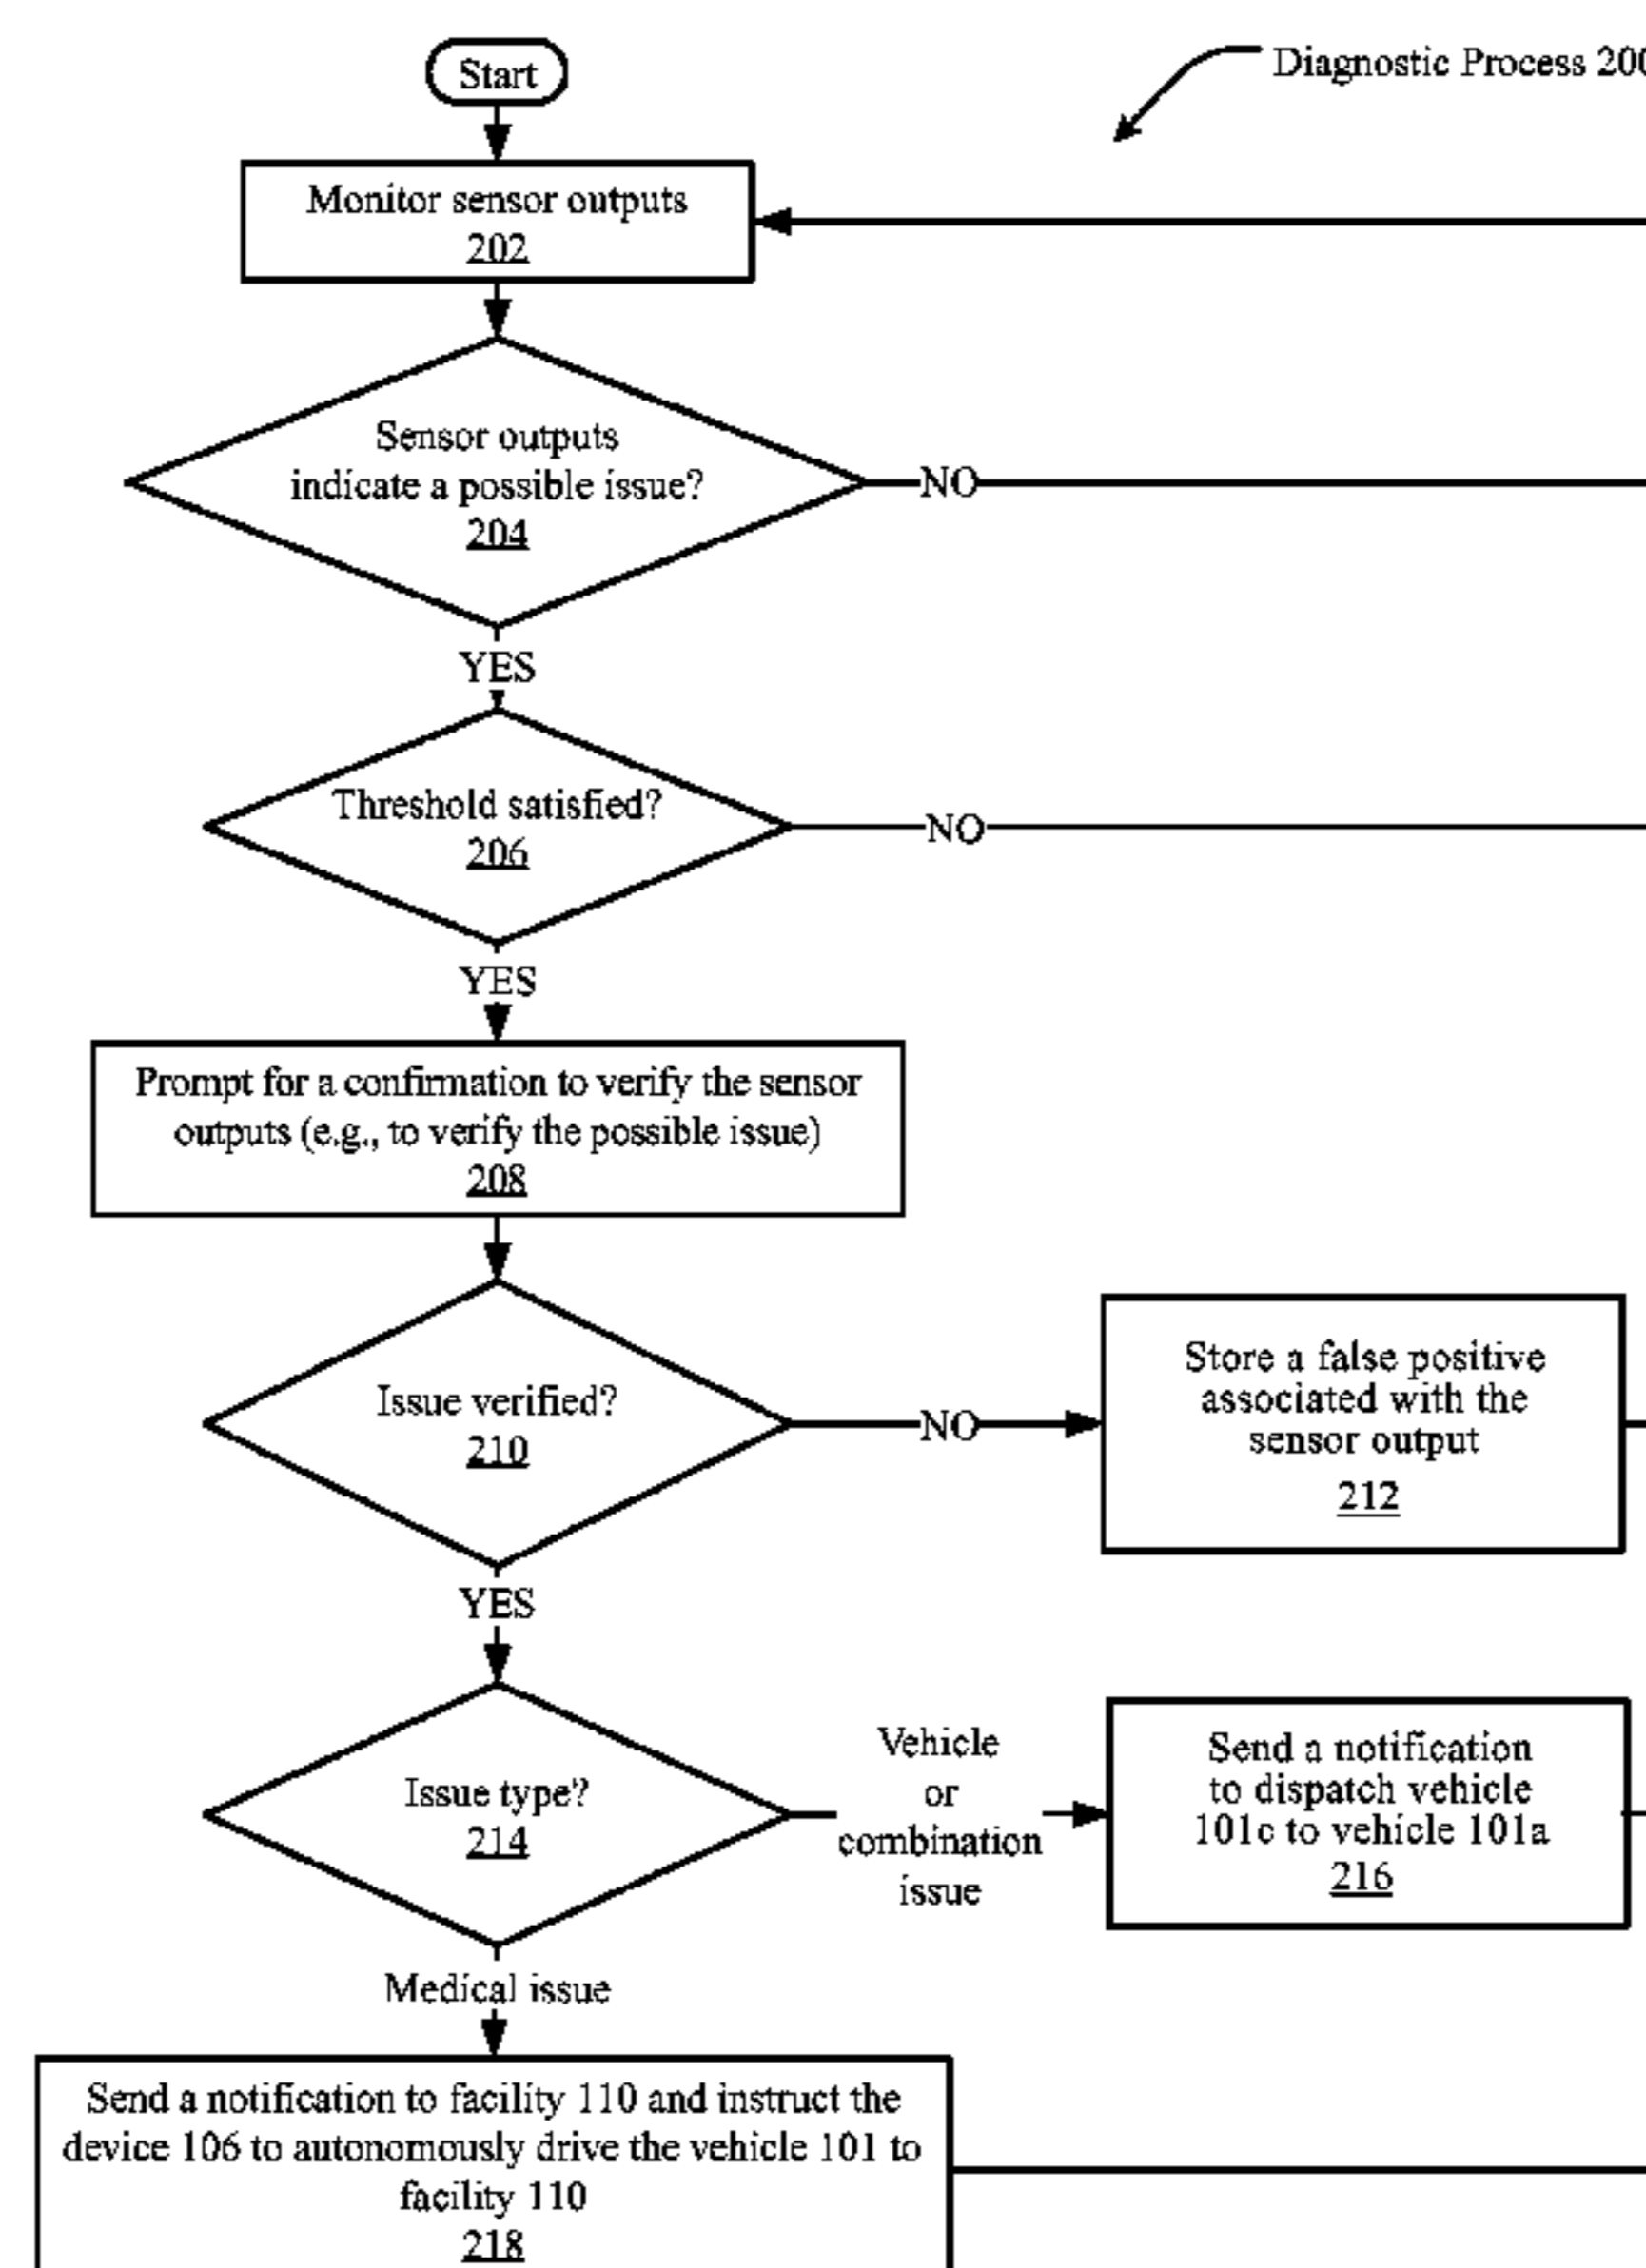 Start
Diagnostic Process 200
Monitor sensor outputs
202
Sensor outputs
indicate a possible issue?
204
NO
YES
Threshold satisfied?
206
NO
YES
Prompt for a confirmation to verify the sensor
outputs (e.g., to verify the possible issue)
208
Issue verified?
210
NO
Store a false positive
associated with the
sensor output
212
YES
Issue type?
214
Vehicle
or
combination
issue
Send a notification
to dispatch vehicle
101c to vehicle 101a
216
Medical issue
Send a notification to facility 110 and instruct the
device 106 to autonomously drive the vehicle 101 to
facility 110
218